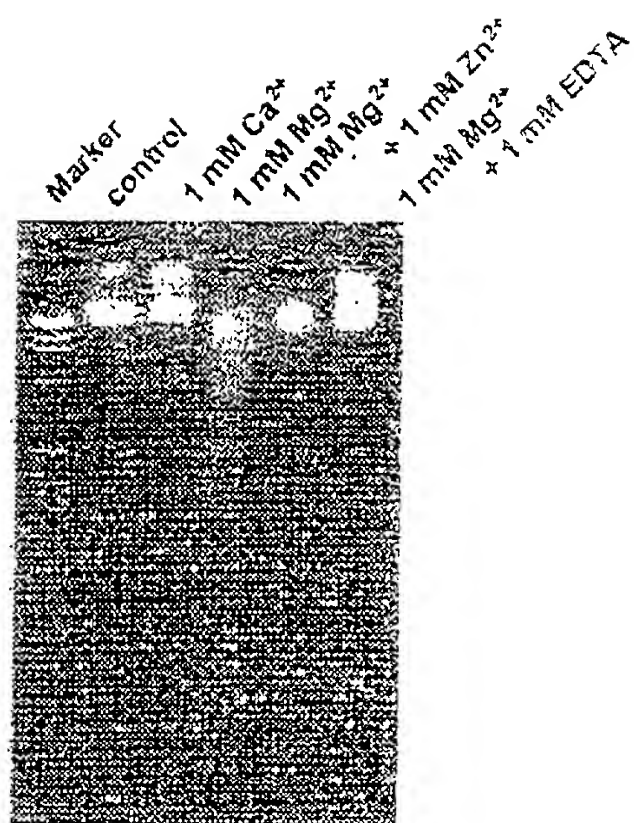 Marker
control
1 mM Ca²⁺
1 mM Mg²⁺
1 mM Mg²⁺
+ 1 mM Zn²⁺
1 mM Mg²⁺
+ 1 mM EDTA